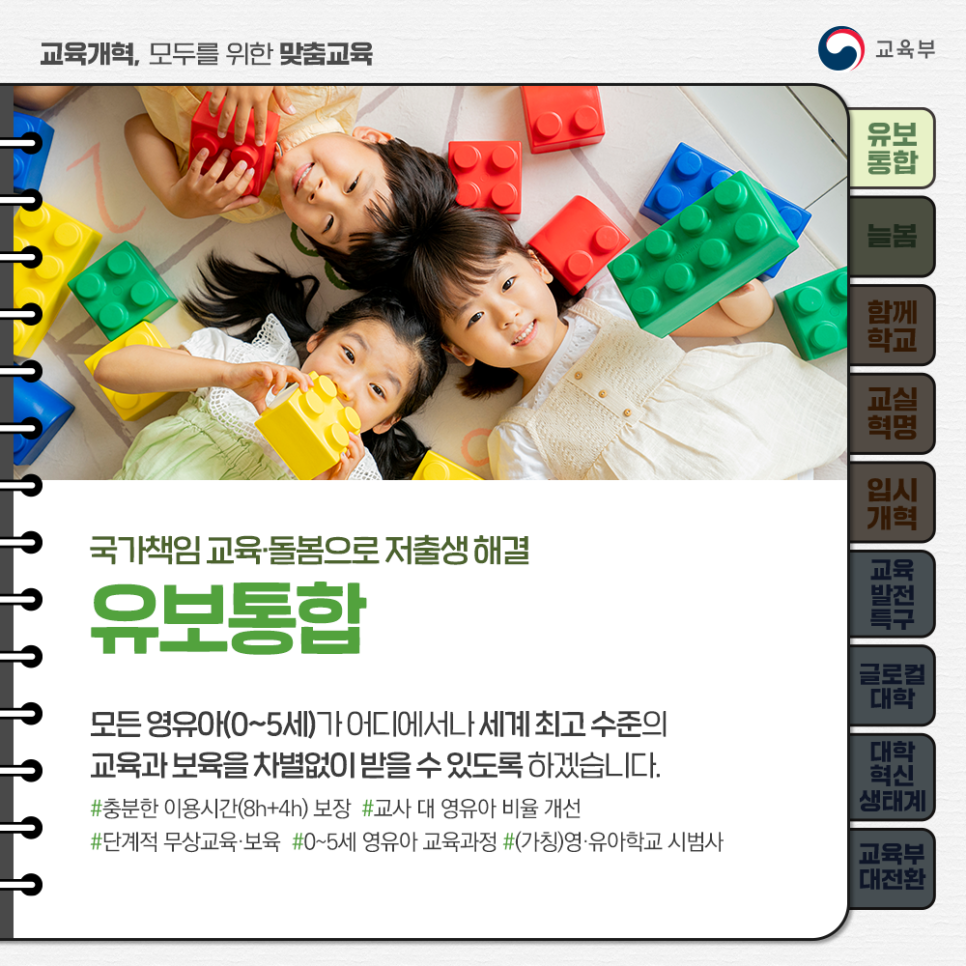 교육개혁, 모두를 위한 맞춤교육
교육부
유보
통합
늘봄
함께
학교
교실
혁명
입시
개혁
교육
발전
특구
글로컬
대학
대학
혁신
생태계
교육부
대전환
국가책임 교육·돌봄으로 저출생 해결
유보통합
모든 영유아(0~5세)가 어디에서나 세계 최고 수준의
교육과 보육을 차별없이 받을 수 있도록 하겠습니다.
#충분한 이용시간(8h+4h) 보장 #교사 대 영유아 비율 개선
#단계적 무상교육·보육 #0~5세 영유아 교육과정 #(가칭)영·유아학교 시범사